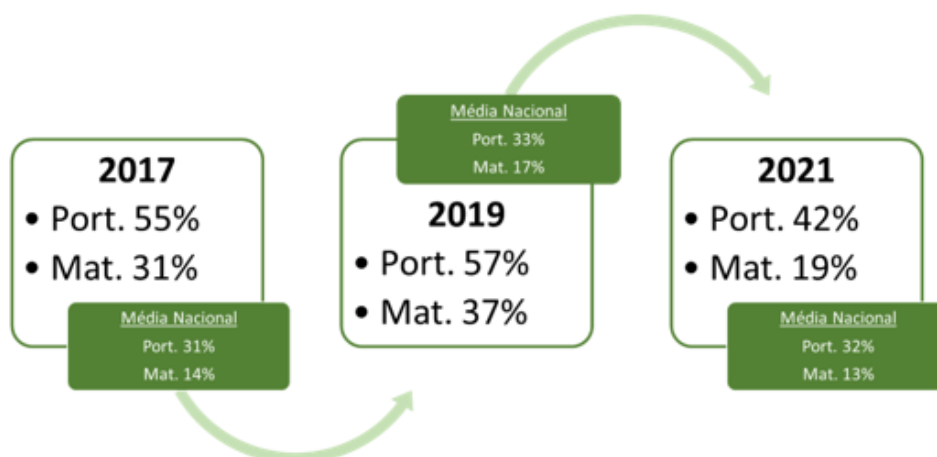 2017
• Port. 55%
• Mat. 31%
Média Nacional
Port. 31%
Mat. 14%
Média Nacional
Port. 33%
Mat. 17%
2019
• Port. 57%
• Mat. 37%
2021
• Port. 42%
• Mat. 19%
Média Nacional
Port. 32%
Mat. 13%